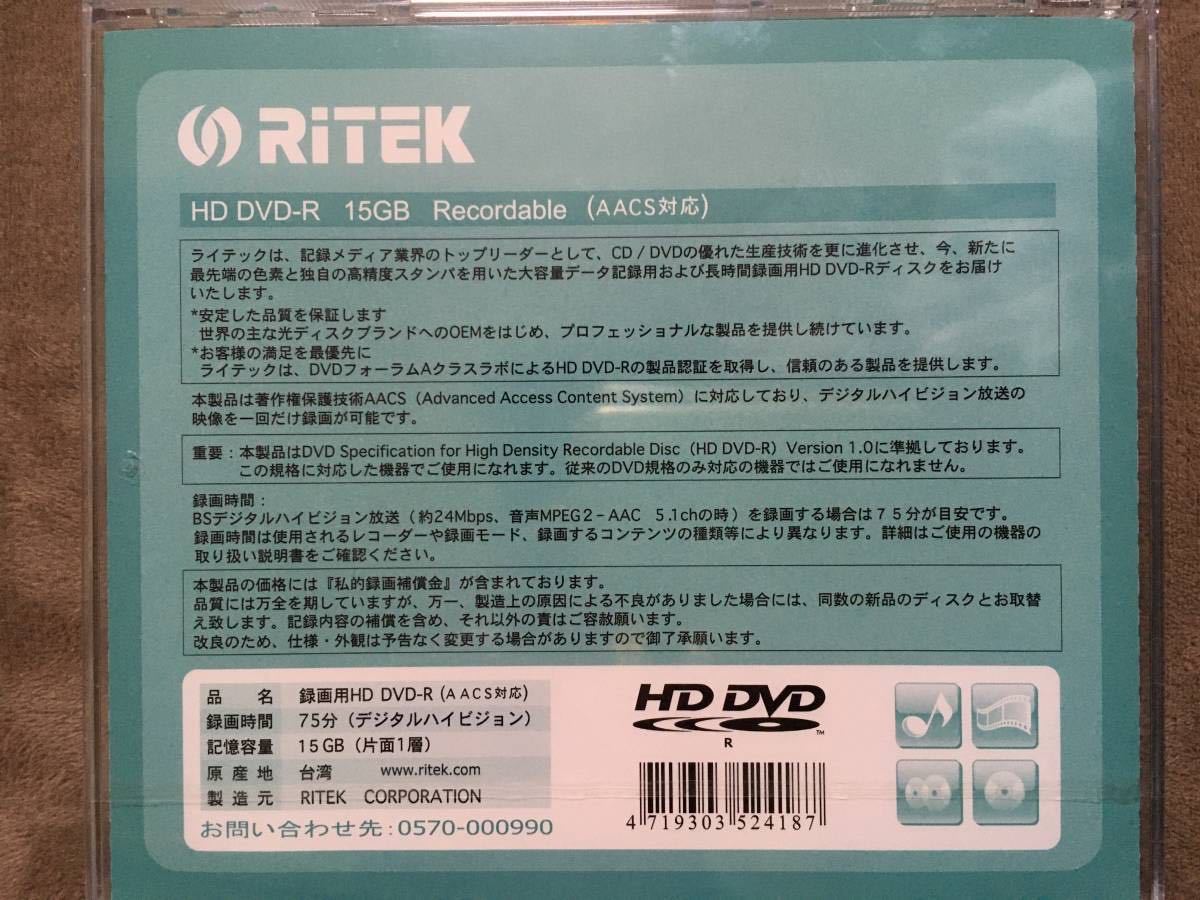 RiTEK
HD DVD-R 15GB Recordable (AACS対応)
ライテックは、記録メディア業界のトップリーダーとして、CD / DVDの優れた生産技術を更に進化させ、今、新たに
最先端の色素と独自の高精度スタンパを用いた大容量データ記録用および長時間録画用HD DVD-Rディスクをお届け
いたします。
*安定した品質を保証します
世界の主な光ディスクブランドへのOEMをはじめ、プロフェッショナルな製品を提供し続けています。
*お客様の満足を最優先に
ライテックは、DVDフォーラムAクラスラボによるHD DVD-Rの製品認証を取得し、信頼のある製品を提供します。
本製品は著作権保護技術AACS（Advanced Access Content System）に対応しており、デジタルハイビジョン放送の
映像を一回だけ録画が可能です。
重要：本製品はDVD Specification for High Density Recordable Disc（HD DVD-R）Version 1.0に準拠しております。
この規格に対応した機器でご使用になれます。従来のDVD規格のみ対応の機器ではご使用になれません。
録画時間：
BSデジタルハイビジョン放送（約24Mbps、音声MPEG2－AAC 5.1chの時）を録画する場合は75分が目安です。
録画時間は使用されるレコーダーや録画モード、録画するコンテンツの種類等により異なります。詳細はご使用の機器の
取り扱い説明書をご確認ください。
本製品の価格には『私的録画補償金』が含まれております。
品質には万全を期していますが、万一、製造上の原因による不良がありました場合には、同数の新品のディスクとお取替
え致します。記録内容の補償を含め、それ以外の責はご容赦願います。
改良のため、仕様・外観は予告なく変更する場合がありますので御了承願います。
品名 録画用HD DVD-R (AACS対応)
録画時間 75分（デジタルハイビジョン）
記憶容量 15GB（片面1層）
原産地 台湾 www.ritek.com
製造元 RITEK CORPORATION
お問い合わせ先：0570-000990
HD DVD
TM
R
4 719303 524187